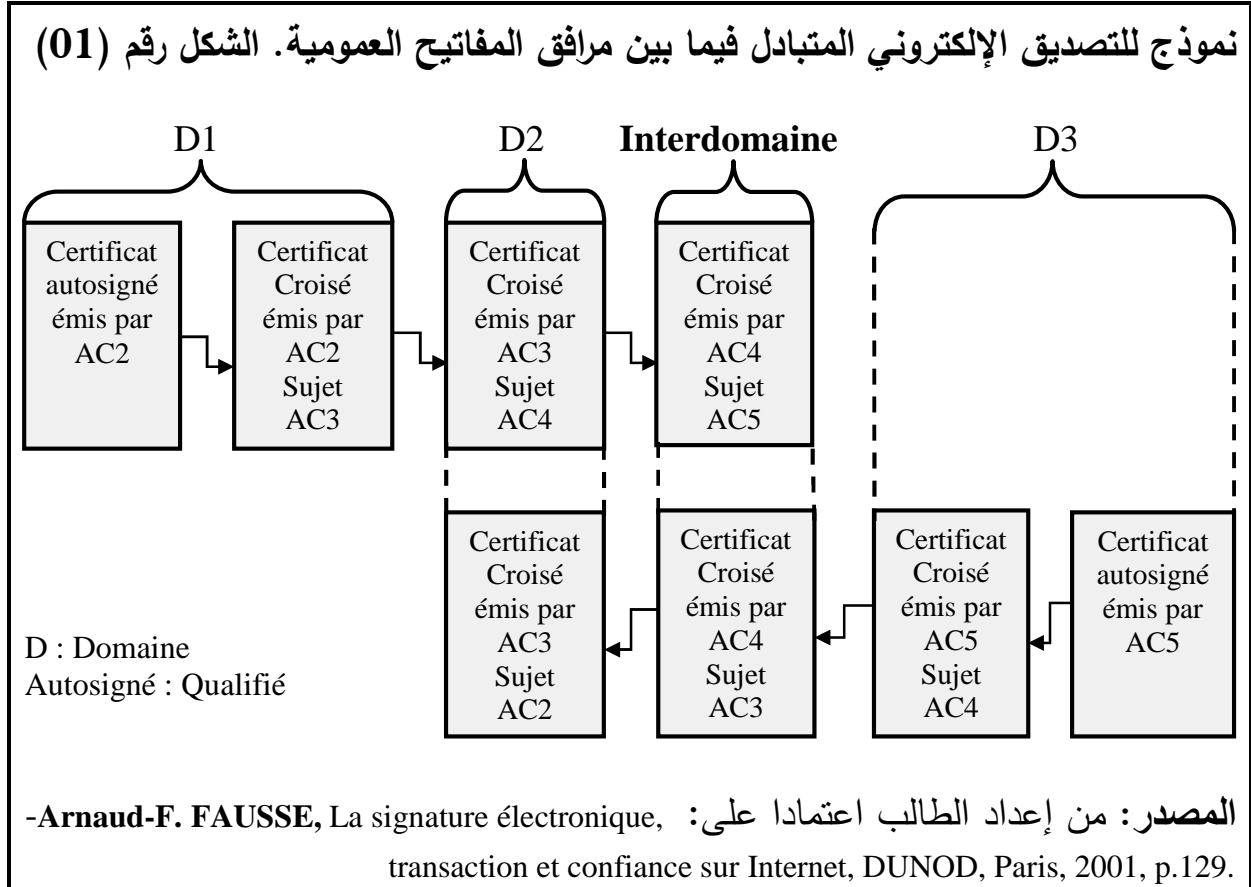 نموذج للتصديق الإلكتروني المتبادل فيما بين مرافق المفاتيح العمومية. الشكل رقم (01)
D1
D2
Interdomaine
D3
Certificat
autosigné
émis par
AC2
Certificat
Croisé
émis par
AC2
Sujet
AC3
Certificat
Croisé
émis par
AC3
Sujet
AC4
Certificat
Croisé
émis par
AC4
Sujet
AC5
Certificat
Croisé
émis par
AC3
Sujet
AC2
Certificat
Croisé
émis par
AC4
Sujet
AC3
Certificat
Croisé
émis par
AC5
Sujet
AC4
Certificat
autosigné
émis par
AC5
D : Domaine
Autosigné : Qualifié
المصدر: من إعداد الطالب اعتمادا على: -Arnaud-F. FAUSSE, La signature électronique,
transaction et confiance sur Internet, DUNOD, Paris, 2001, p.129.